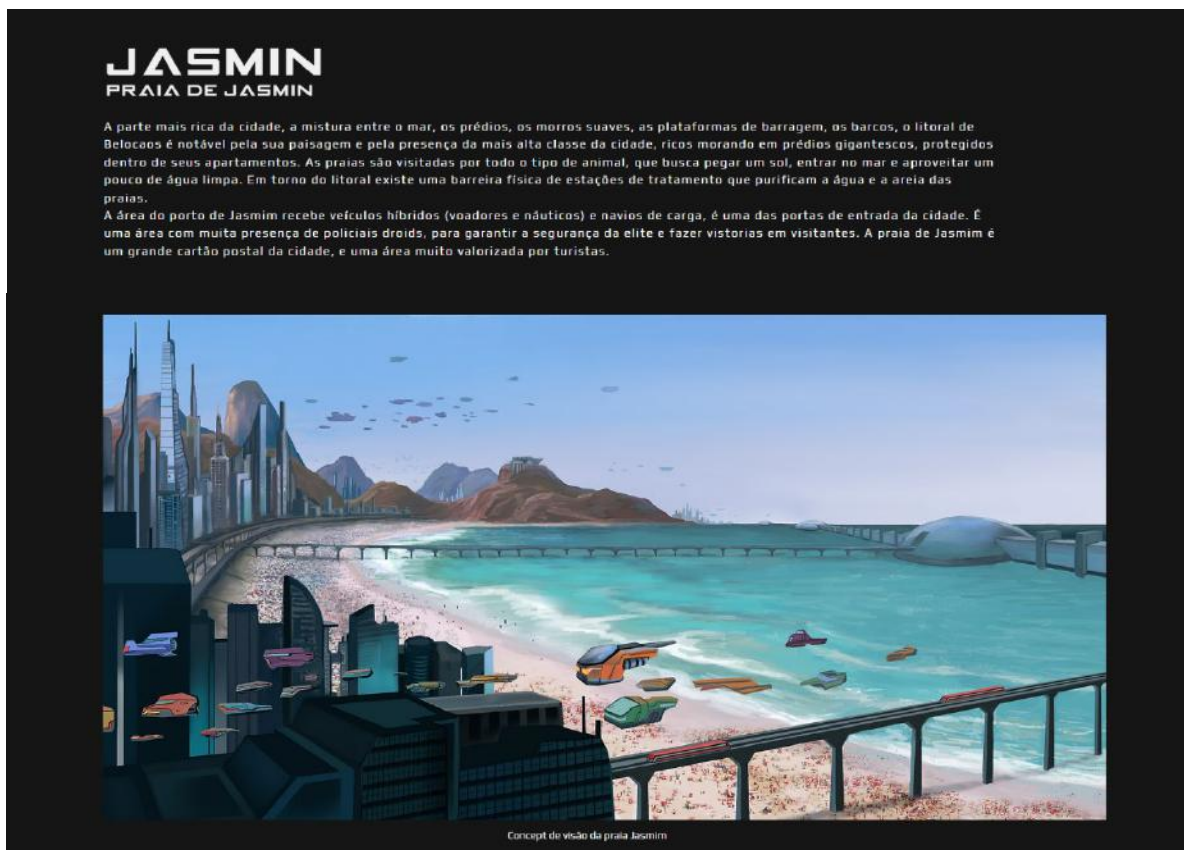 JASMIN
PRAIA DE JASMIN
A parte mais rica da cidade, a mistura entre o mar, os prédios, os morros suaves, as plataformas de barragem, os barcos, o litoral de
Belocaos é notável pela sua paisagem e pela presença da mais alta classe da cidade, ricos morando em prédios gigantescos, protegidos
dentro de seus apartamentos. As praias são visitadas por todo o tipo de animal, que busca pegar um sol, entrar no mar e aproveitar um
pouco de água limpa. Em torno do litoral existe uma barreira física de estações de tratamento que purificam a água e a areia das
praias.
A área do porto de Jasmim recebe veículos híbridos (voadores e náuticos) e navios de carga, é uma das portas de entrada da cidade. É
uma área com muita presença de policiais droids, para garantir a segurança da elite e fazer vistorias em visitantes. A praia de Jasmim é
um grande cartão postal da cidade, e uma área muito valorizada por turistas.
Concept de visão da praia Jasmim